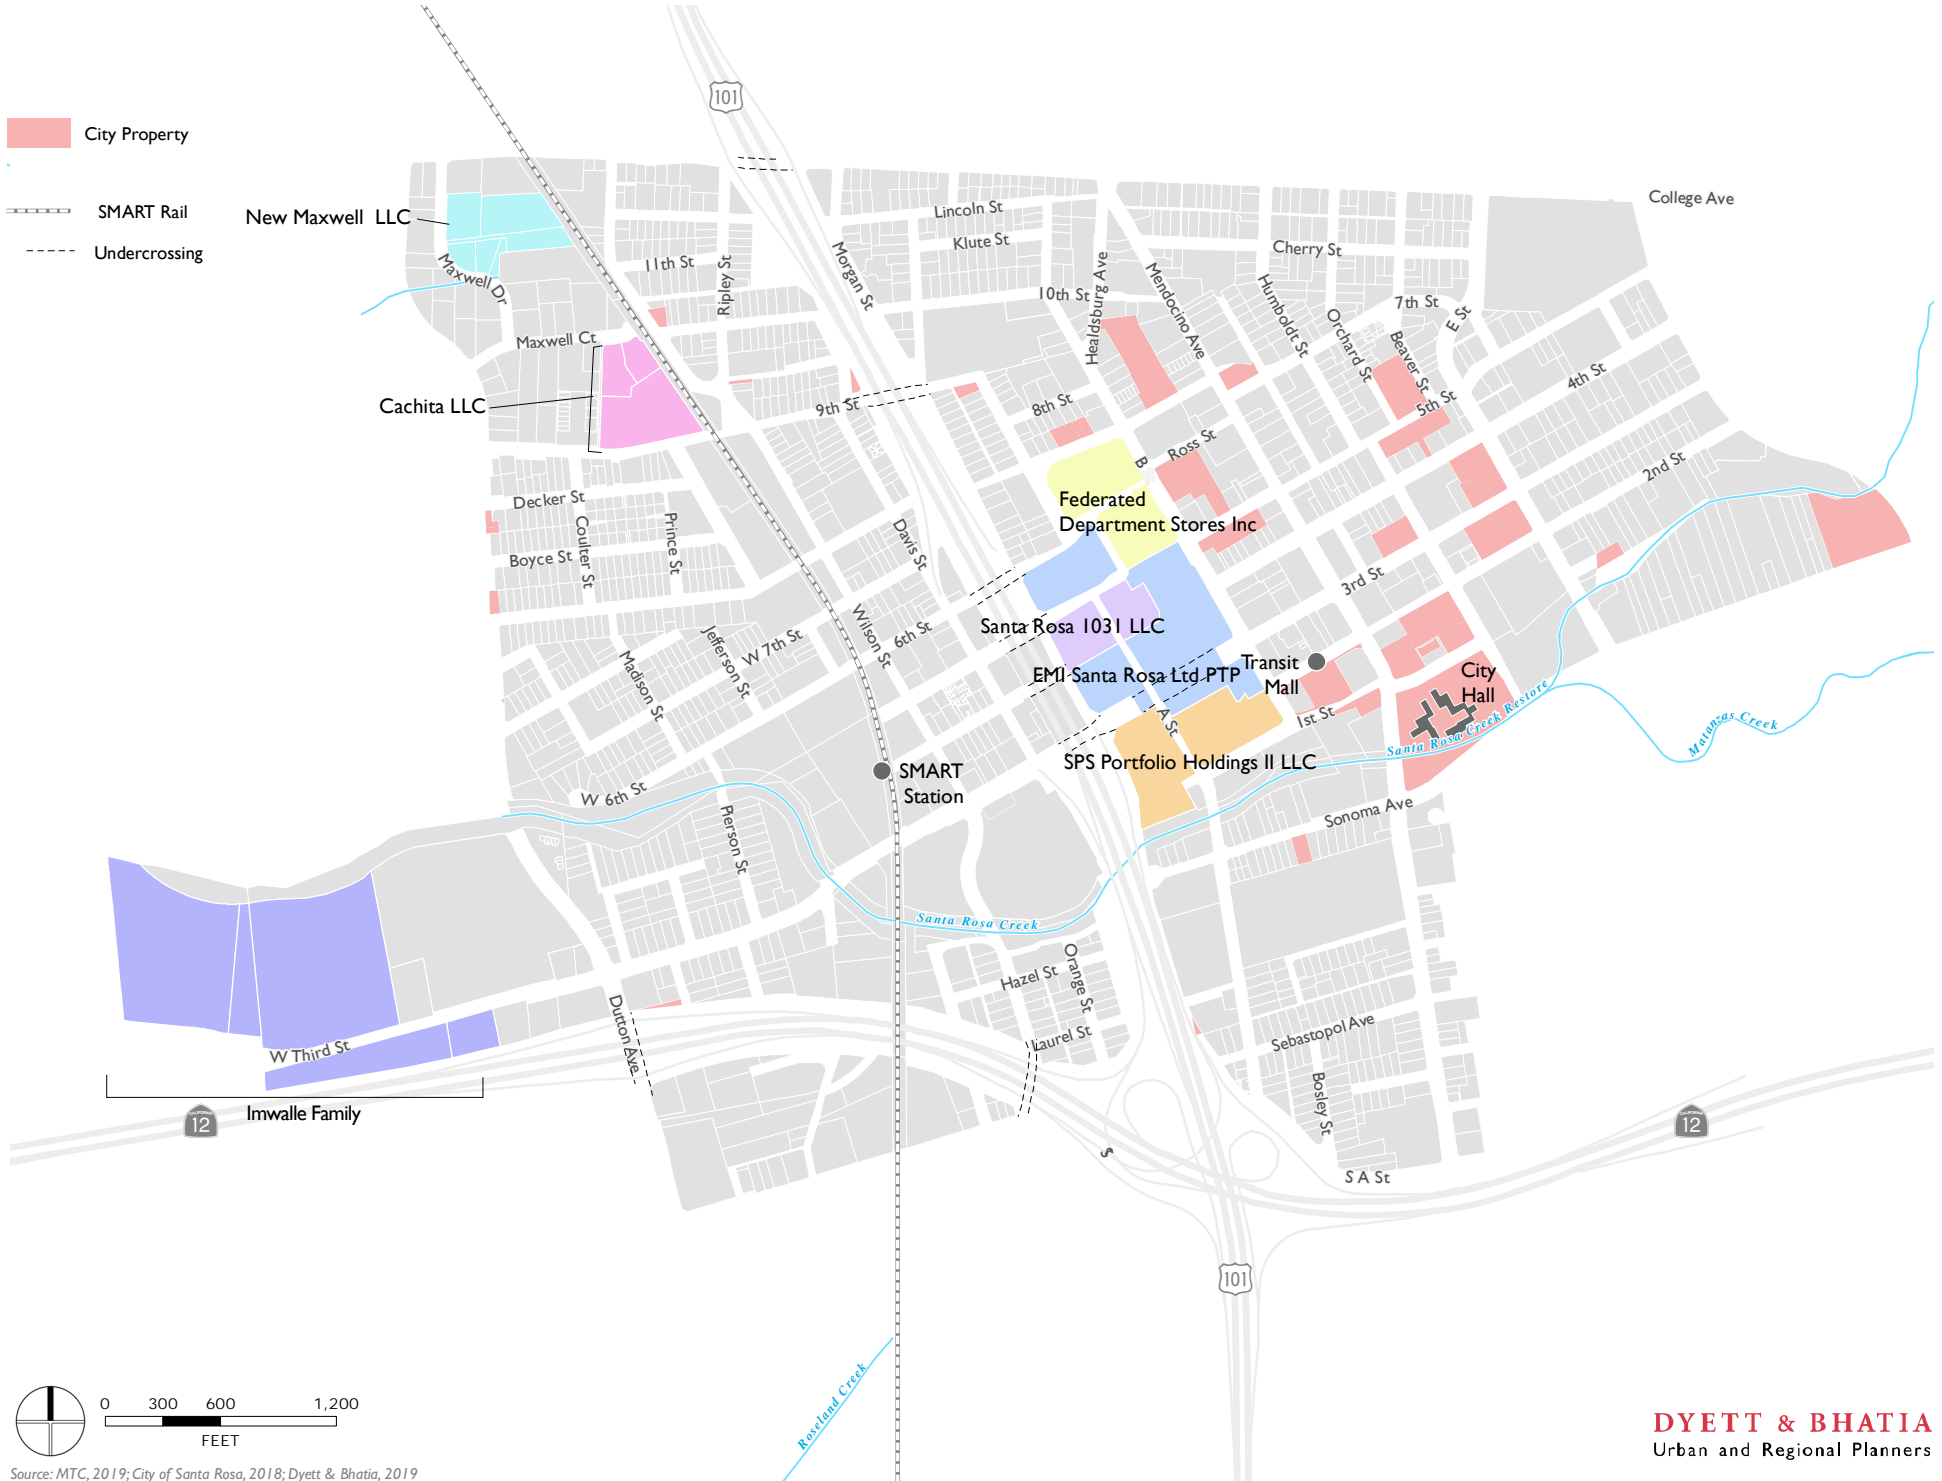 101
City Property
SMART Rail
Undercrossing
New Maxwell LLC
Maxwell Dr
Maxwell Ct
Cachita LLC
11th St
Ripley St
Morgan St
Lincoln St
Klute St
10th St
Healdsburg Ave
Mendocino Ave
Cherry St
Humboldt St
Orchard St
7th St
Beaver St
E St
College Ave
4th St
5th St
2nd St
9th St
8th St
Ross St
B
Federated
Department Stores Inc
Decker St
Coulter St
Prince St
Boyce St
Davis St
3rd St
Wilson St
6th St
W 7th St
Jefferson St
Madison St
Santa Rosa 1031 LLC
EMI Santa Rosa Ltd PTP
Transit
Mall
City
Hall
A St
1st St
Santa Rosa Creek Restore
Matanzas Creek
SPS Portfolio Holdings II LLC
SMART
Station
W 6th St
Pierson St
Sonoma Ave
Santa Rosa Creek
Hazel St
Orange St
Laurel St
Dutton Ave
W Third St
Sebastopol Ave
Bosley St
Imwalle Family
CALIFORNIA
12
S
S A St
CALIFORNIA
12
101
Roseland Creek
0 300 600 1,200
FEET
Source: MTC, 2019; City of Santa Rosa, 2018; Dyett & Bhatia, 2019
DYETT & BHATIA
Urban and Regional Planners